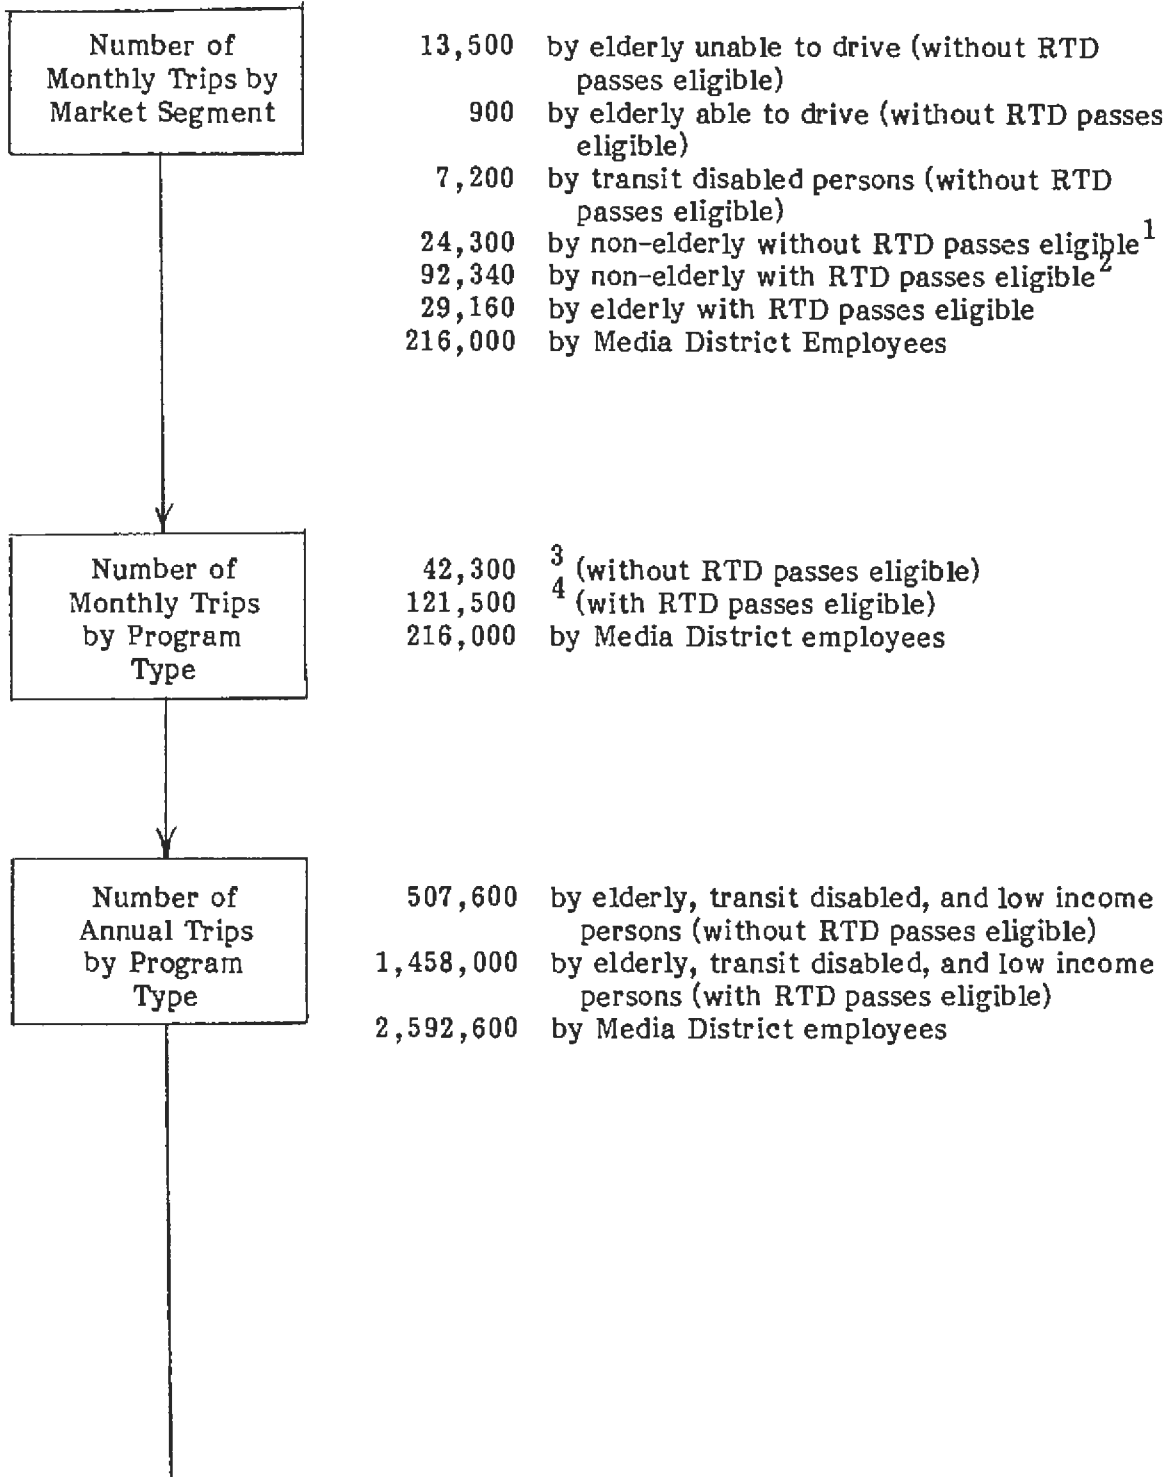 Number of
Monthly Trips by
Market Segment
13,500 by elderly unable to drive (without RTD
passes eligible)
900 by elderly able to drive (without RTD passes
eligible)
7,200 by transit disabled persons (without RTD
passes eligible)
24,300 by non-elderly without RTD passes eligible1
92,340 by non-elderly with RTD passes eligible2
29,160 by elderly with RTD passes eligible
216,000 by Media District Employees
Number of
Monthly Trips
by Program
Type
42,300 3 (without RTD passes eligible)
121,500 4 (with RTD passes eligible)
216,000 by Media District employees
Number of
Annual Trips
by Program
Type
507,600 by elderly, transit disabled, and low income
persons (without RTD passes eligible)
1,458,000 by elderly, transit disabled, and low income
persons (with RTD passes eligible)
2,592,600 by Media District employees